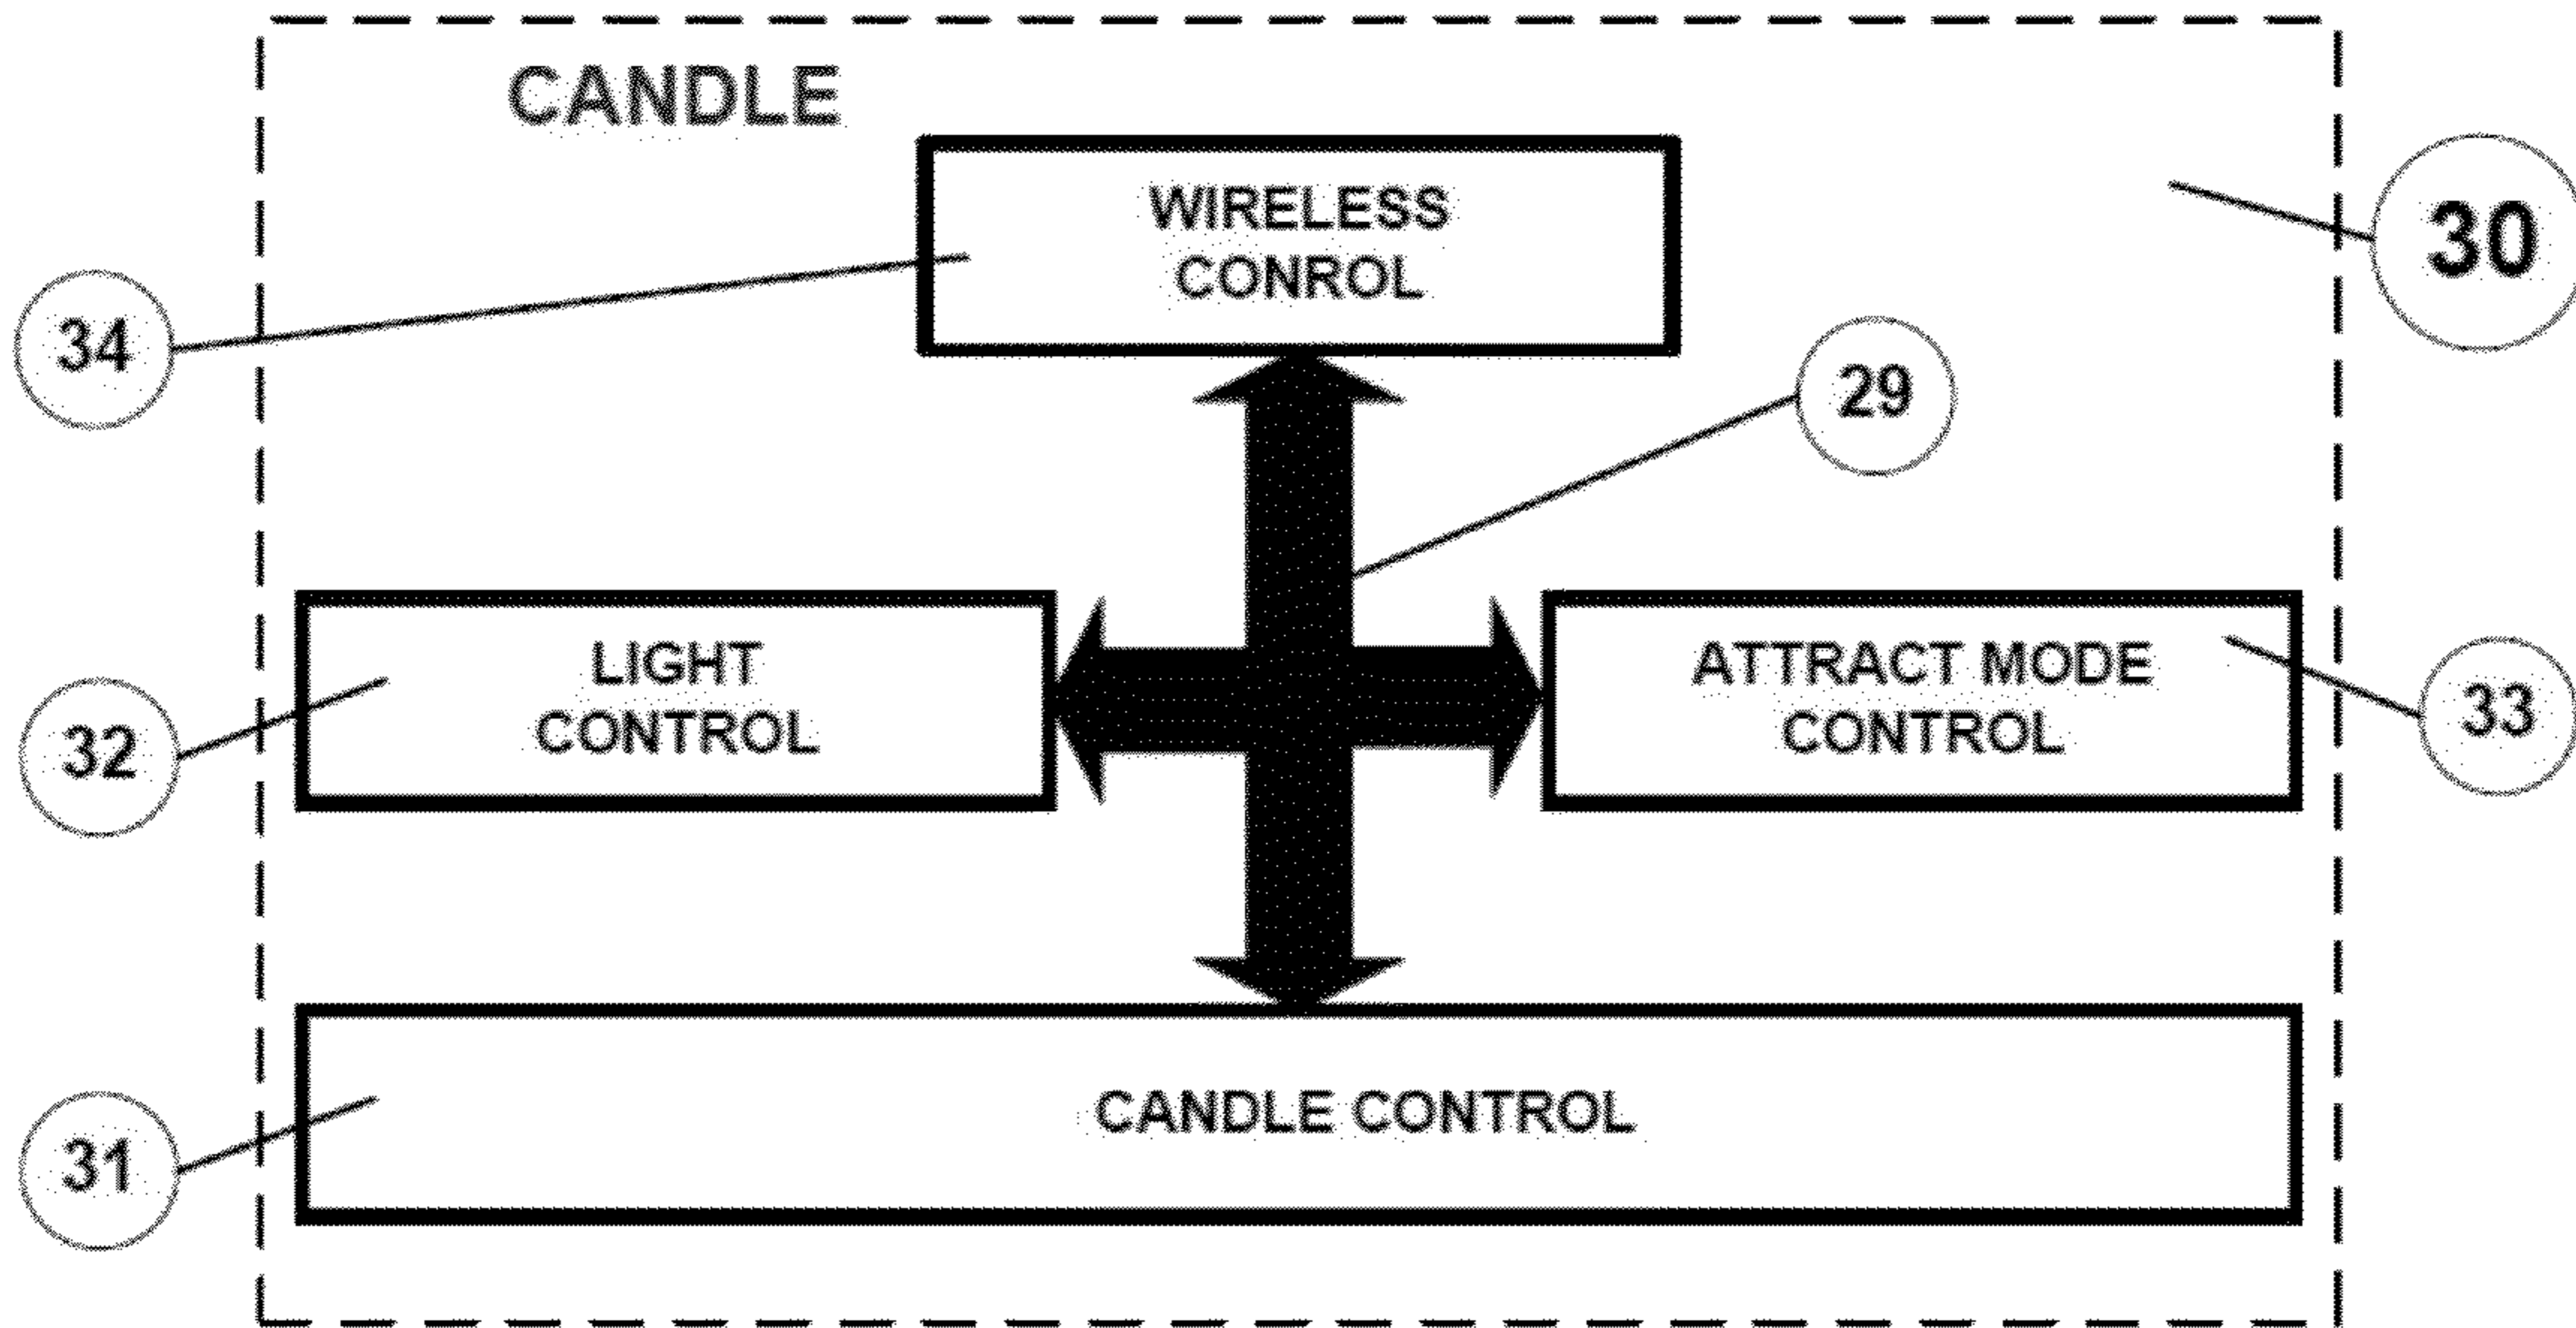 CANDLE
WIRELESS
CONROL
30
34
29
LIGHT
CONTROL
ATTRACT MODE
CONTROL
32
33
CANDLE CONTROL
31